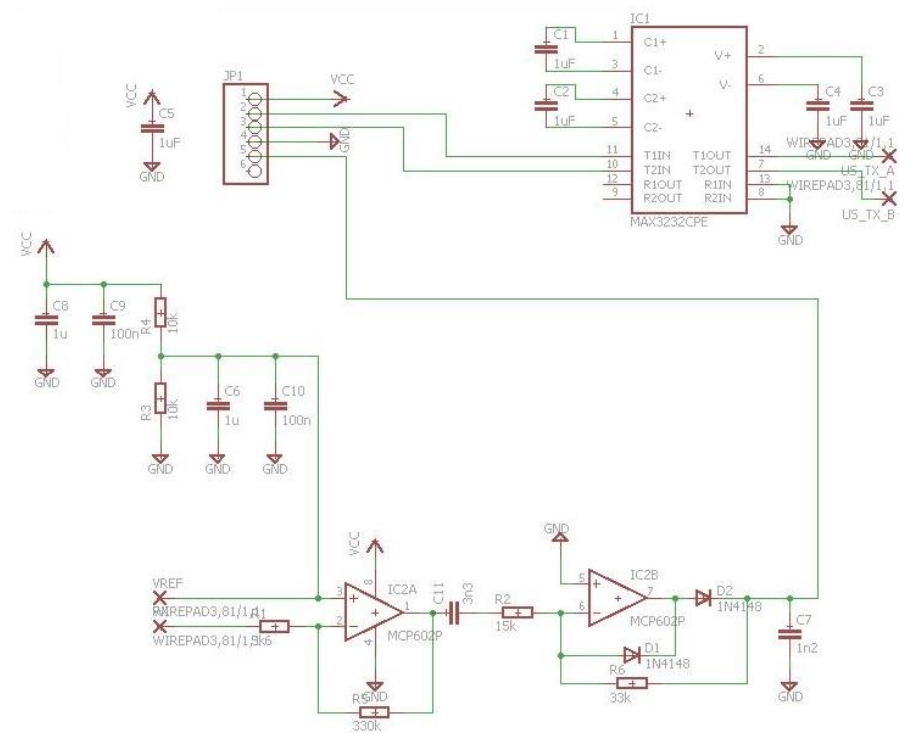 IC1
C1
1uF
C2
1uF
1
3
4
5
11
10
12
9
C1+
C1-
C2+
C2-
T1IN
T2IN
R1OUT
R2OUT
V+
V-
T1OUT
T2OUT
R1IN
R2IN
2
6
14
7
13
8
MAX3232CPE
C4
1uF
GND
C3
1uF
GND
WIREPAD3,81/1,1
US_TX_A
WIREPAD3,81/1,1
US_TX_B
GND
JP1
1
2
3
4
5
6
VCC
GND
VCC
C5
1uF
GND
VCC
C8
1u
GND
C9
100n
GND
R4
10k
R3
10k
GND
C6
1u
GND
C10
100n
GND
VREF
WIREPAD3,81/1,1
WIREPAD3,81/1,1
VCC
8
3
2
1
4
IC2A
MCP602P
GND
R5
330k
C11
3n3
R2
15k
GND
5
6
7
IC2B
MCP602P
D2
1N4148
D1
1N4148
R6
33k
C7
1n2
GND